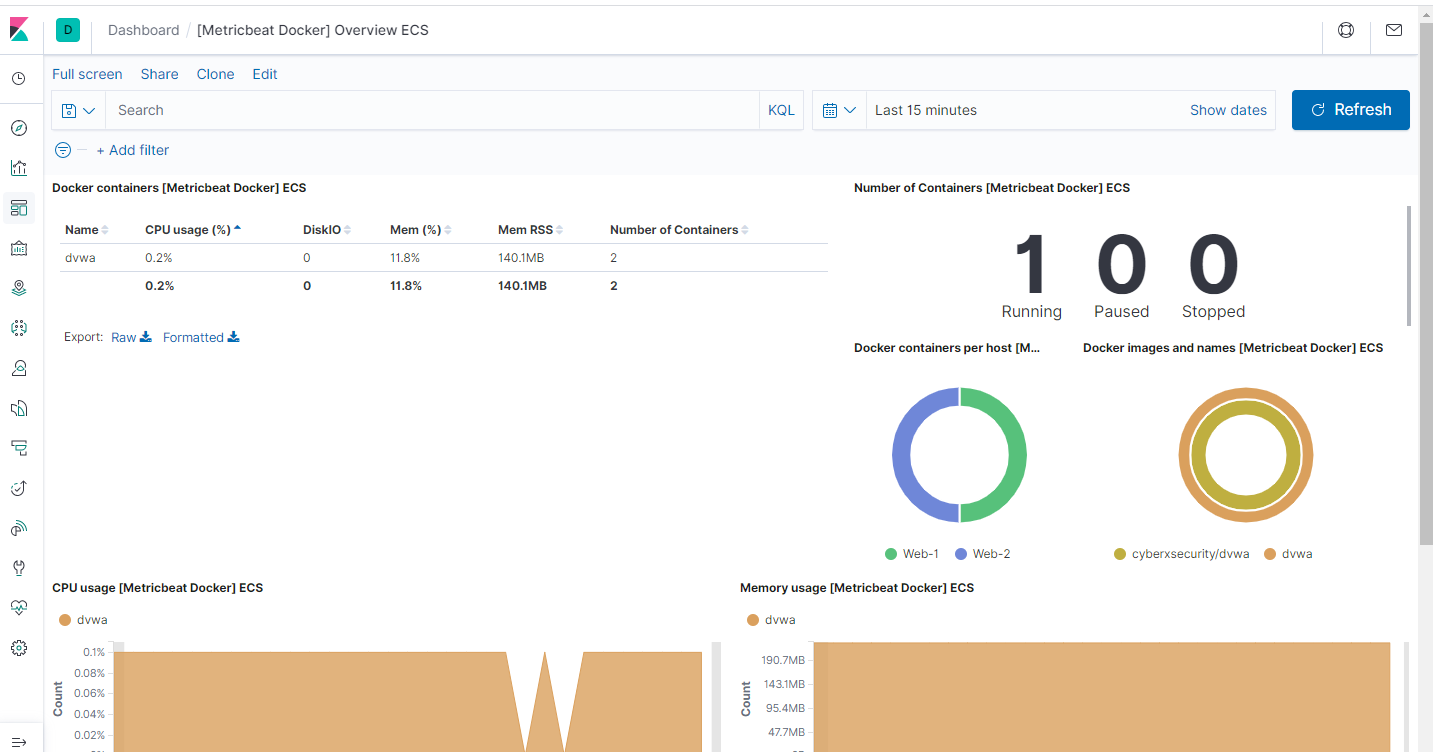 D Dashboard / [Metricbeat Docker] Overview ECS
Full screen Share Clone Edit
Search KQL Last 15 minutes Show dates Refresh
+ Add filter
Docker containers [Metricbeat Docker] ECS
Name CPU usage (%) DiskIO Mem (%) Mem RSS Number of Containers
dvwa 0.2% 0 11.8% 140.1MB 2
0.2% 0 11.8% 140.1MB 2
Export: Raw Formatted
Number of Containers [Metricbeat Docker] ECS
1 0 0
Running Paused Stopped
Docker containers per host [M...
Web-1 Web-2
Docker images and names [Metricbeat Docker] ECS
cyberxsecurity/dvwa dvwa
CPU usage [Metricbeat Docker] ECS
dvwa
0.1%
0.08%
0.06%
0.04%
0.02%
Count
Memory usage [Metricbeat Docker] ECS
dvwa
190.7MB
143.1MB
95.4MB
47.7MB
Count